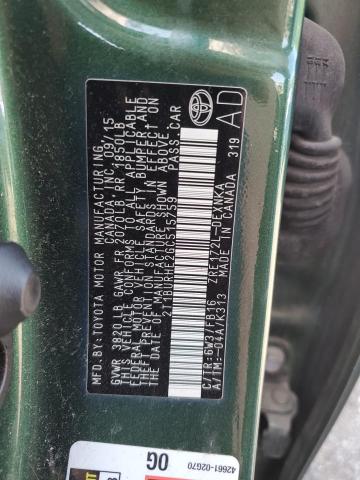 MFD. BY: TOYOTA MOTOR MANUFACTURING
CANADA INC. 09/15
GVWR 3820LB GAWR FR 2070LB RR 1850LB
THIS VEHICLE CONFORMS TO ALL APPLICABLE
FEDERAL MOTOR VEHICLE SAFETY, BUMPER, AND
THEFT PREVENTION STANDARDS IN EFFECT ON
THE DATE OF MANUFACTURE SHOWN ABOVE.
2T1BURHE2GC515759 PASS.CAR
C/TR:6W3/FB16 ZRE172L-DEXNKA
A/TM:-04A/K313 MADE IN CANADA 319
AD
42661-02G70
0G